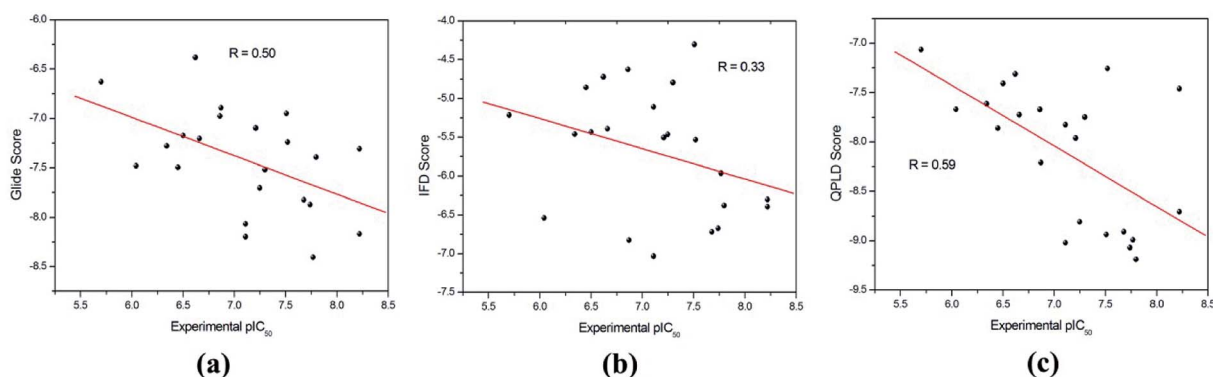 -6.0
-6.5
-7.0
-7.5
-8.0
-8.5
Glide Score
R = 0.50
5.5 6.0 6.5 7.0 7.5 8.0 8.5
Experimental pIC₅₀
(a)
-4.0
-4.5
-5.0
-5.5
-6.0
-6.5
-7.0
-7.5
IFD Score
R = 0.33
5.5 6.0 6.5 7.0 7.5 8.0 8.5
Experimental pIC₅₀
(b)
-7.0
-7.5
-8.0
-8.5
-9.0
-9.5
QPLD Score
R = 0.59
5.5 6.0 6.5 7.0 7.5 8.0 8.5
Experimental pIC₅₀
(c)